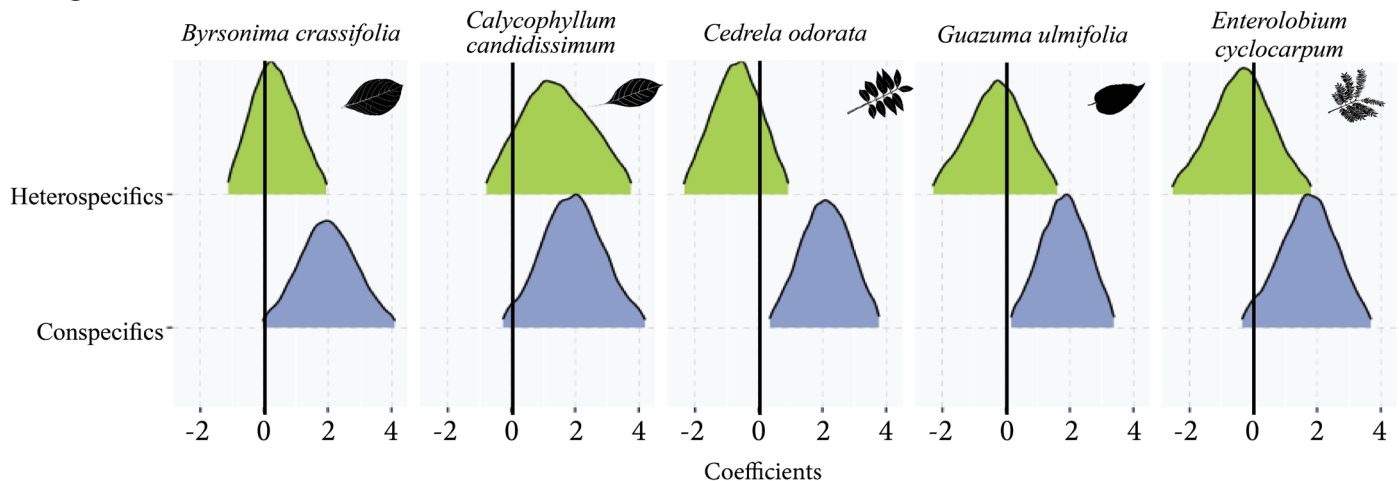 Byrsonima crassifolia
Calycophyllum
candidissimum
Cedrela odorata
Guazuma ulmifolia
Enterolobium
cyclocarpum
Heterospecifics
Conspecifics
-2 0 2 4 -2 0 2 4 -2 0 2 4 -2 0 2 4 -2 0 2 4
Coefficients